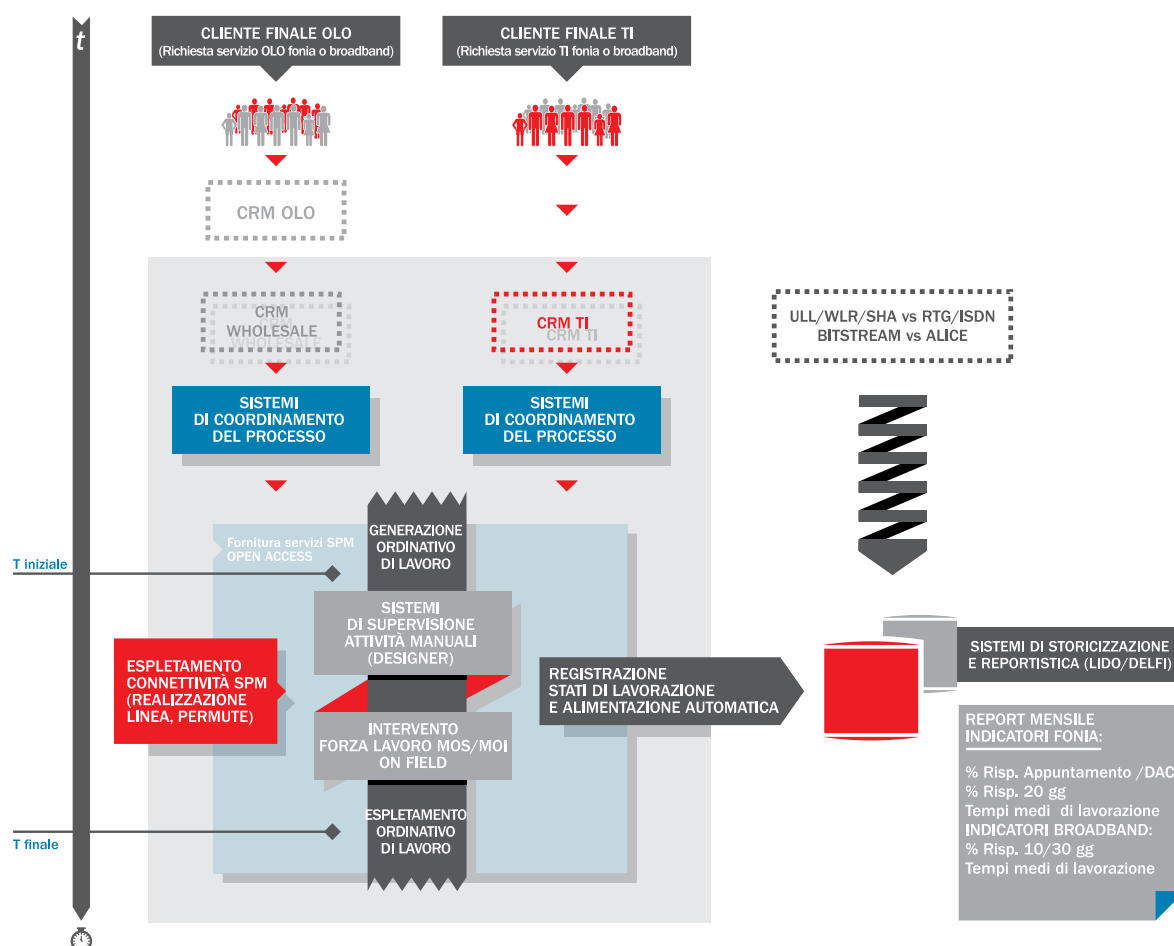 t
CLIENTE FINALE OLO
(Richiesta servizio OLO fonia o broadband)
CLIENTE FINALE TI
(Richiesta servizio TI fonia o broadband)
CRM OLO
CRM
WHOLESALE
CRM
WHOLESALE
CRM TI
CRM TI
ULL/WLR/SHA vs RTG/ISDN
BITSTREAM vs ALICE
SISTEMI
DI COORDINAMENTO
DEL PROCESSO
SISTEMI
DI COORDINAMENTO
DEL PROCESSO
Fornitura servizi SPM
OPEN ACCESS
GENERAZIONE
ORDINATIVO
DI LAVORO
T iniziale
SISTEMI
DI SUPERVISIONE
ATTIVITÀ MANUALI
(DESIGNER)
ESPLETAMENTO
CONNETTIVITÀ SPM
(REALIZZAZIONE
LINEA, PERMUTE)
REGISTRAZIONE
STATI DI LAVORAZIONE
E ALIMENTAZIONE AUTOMATICA
SISTEMI DI STORICIZZAZIONE
E REPORTISTICA (LIDO/DELFI)
INTERVENTO
FORZA LAVORO MOS/MOI
ON FIELD
REPORT MENSILE
INDICATORI FONIA:
% Risp. Appuntamento /DAC
% Risp. 20 gg
Tempi medi di lavorazione
INDICATORI BROADBAND:
% Risp. 10/30 gg
Tempi medi di lavorazione
ESPLETAMENTO
ORDINATIVO
DI LAVORO
T finale